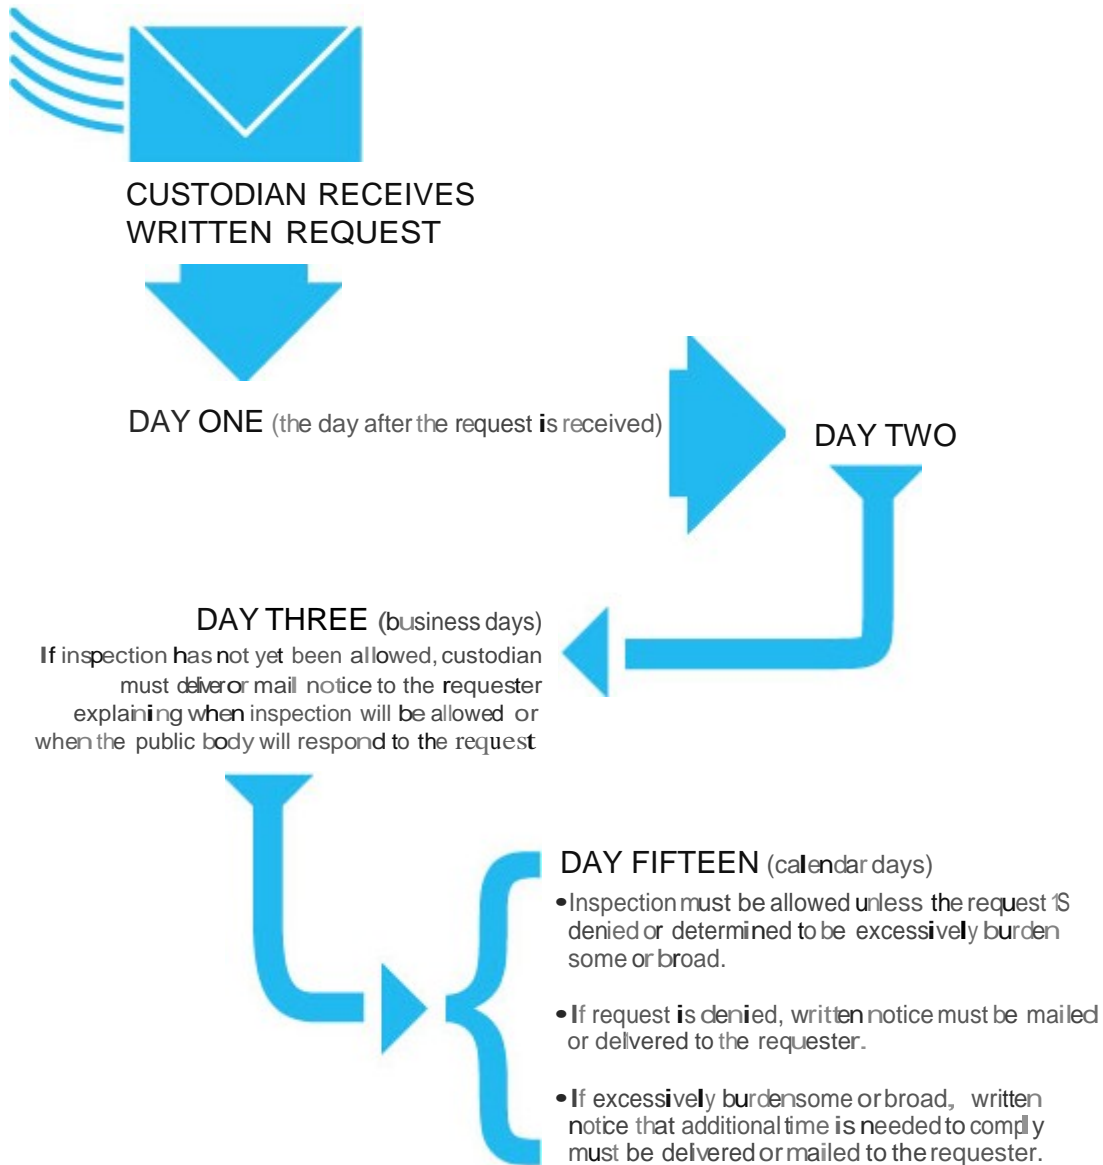 CUSTODIAN RECEIVES
WRITTEN REQUEST
DAY ONE (the day after the request is received)
DAY TWO
DAY THREE (business days)
If inspection has not yet been allowed, custodian
must deliver or mail notice to the requester
explaining when inspection will be allowed or
when the public body will respond to the request
DAY FIFTEEN (calendar days)
•Inspection must be allowed unless the request 1S
denied or determined to be excessively burden
some or broad.
•If request is denied, written notice must be mailed
or delvered to the requester.
•If excessively burdensome or broad, written
notice that additional time is needed to comply
must be delivered or mailed to the requester.